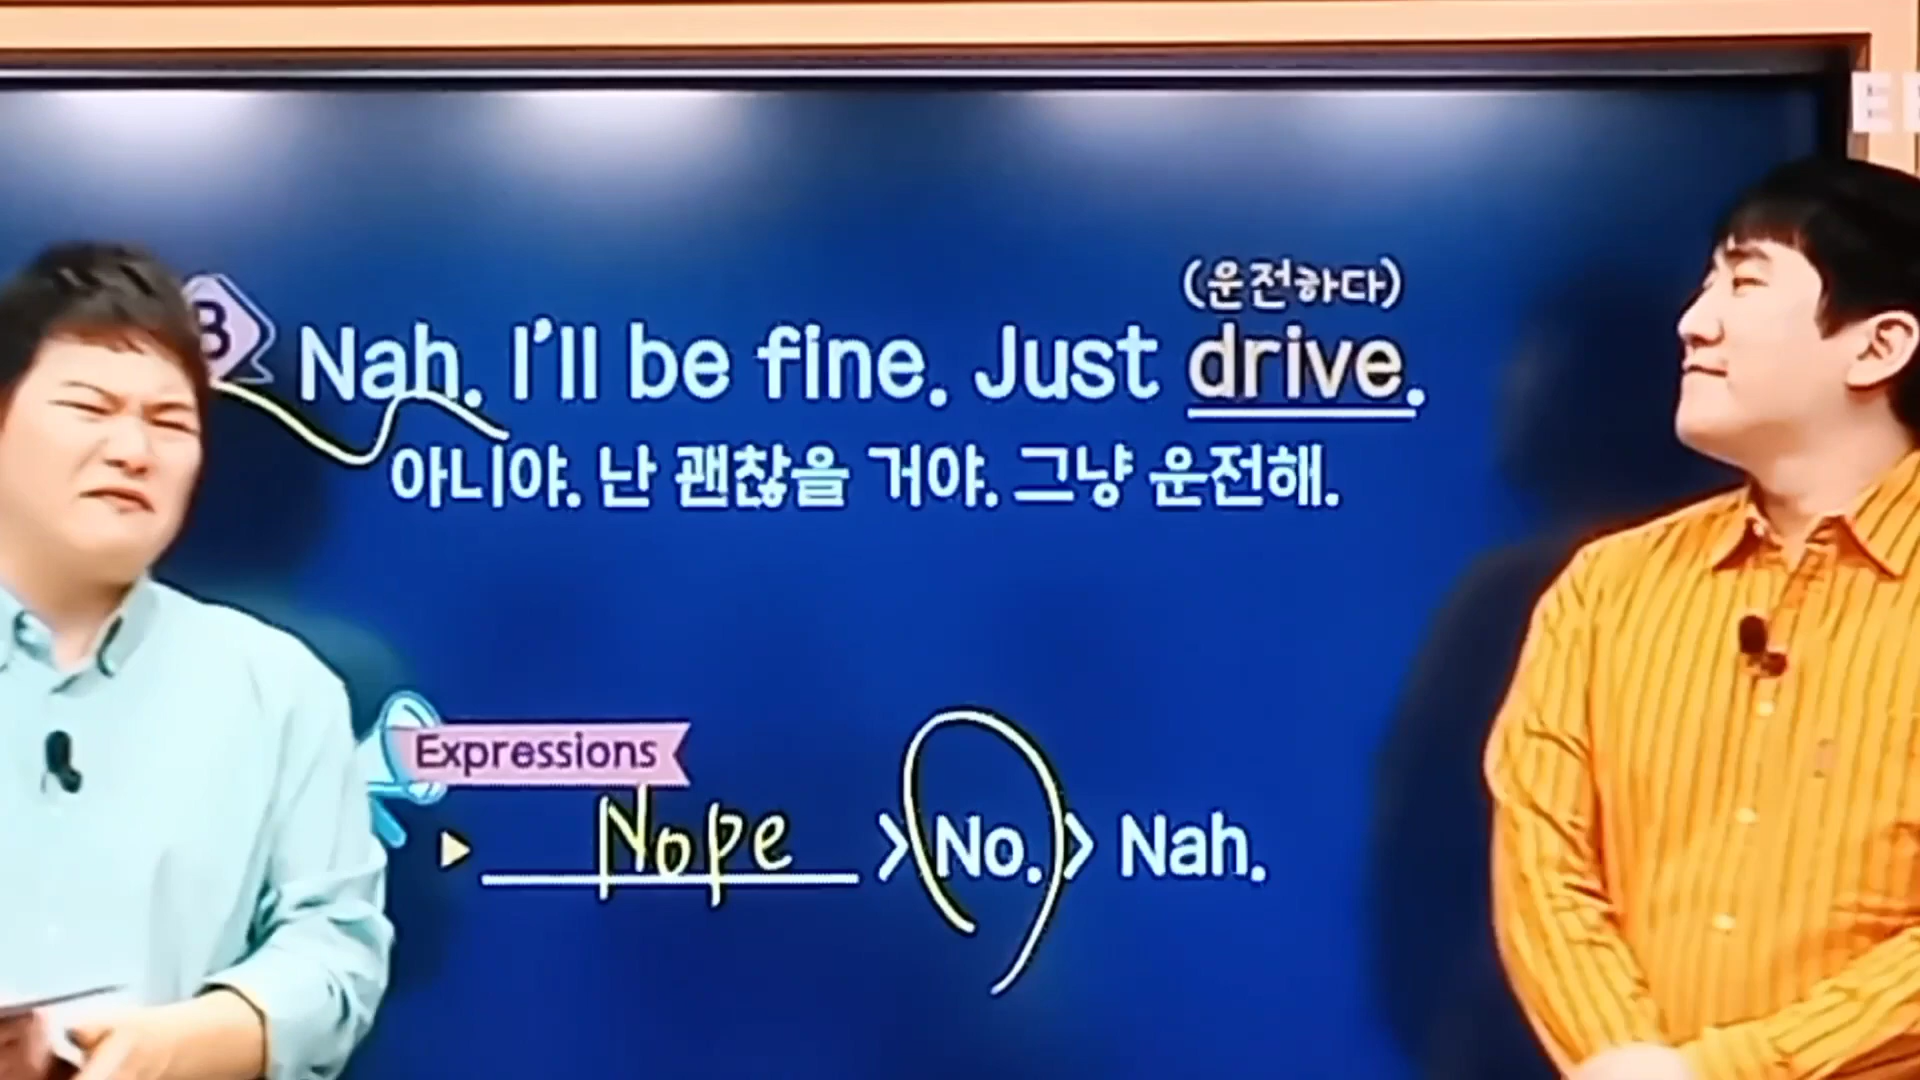 (운전하다)
B Nah. I'll be fine. Just drive.
아니야. 난 괜찮을 거야. 그냥 운전해.
Expressions
▶ Nope > No. > Nah.